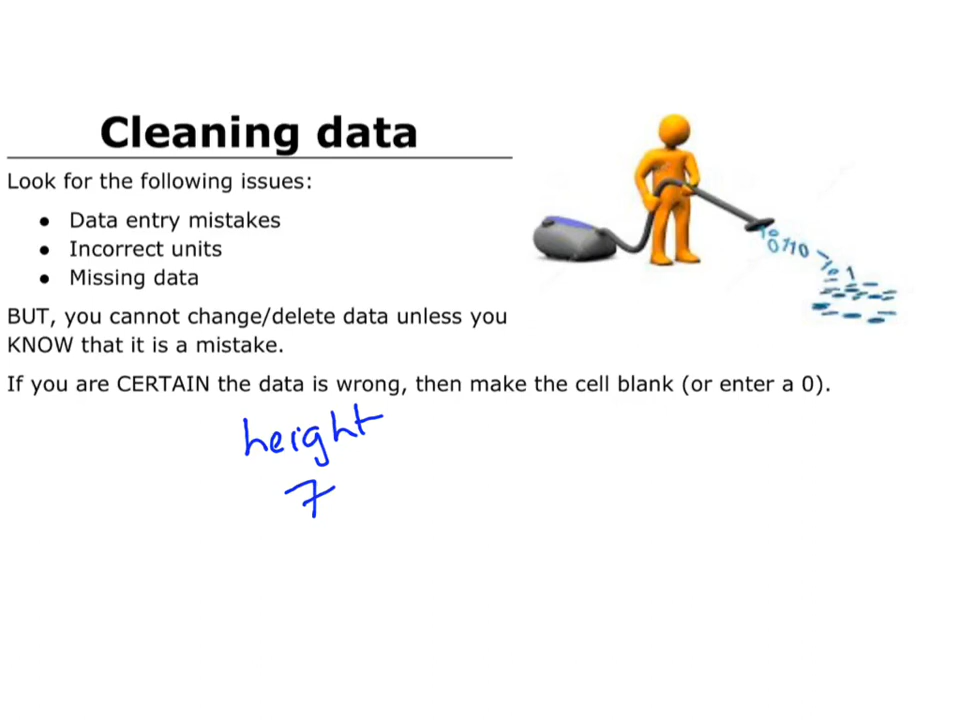 Cleaning data
Look for the following issues:
● Data entry mistakes
● Incorrect units
● Missing data
BUT, you cannot change/delete data unless you
KNOW that it is a mistake.
If you are CERTAIN the data is wrong, then make the cell blank (or enter a 0).
height
7